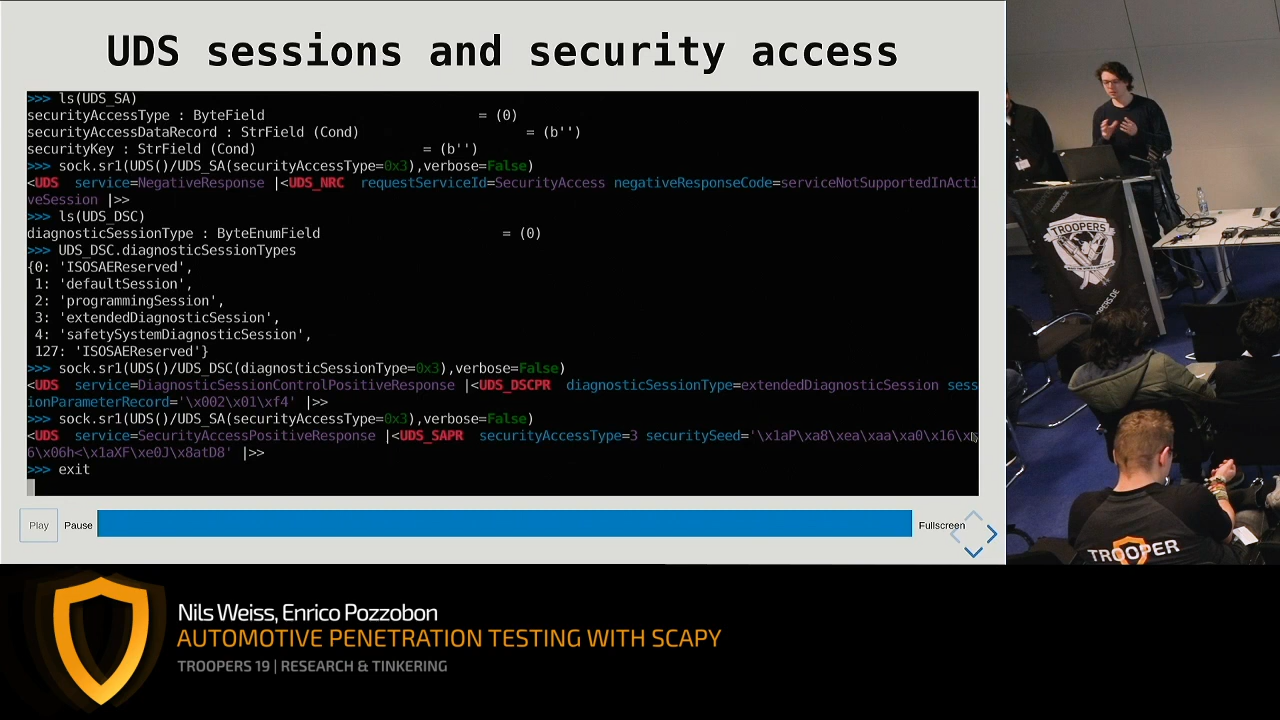 UDS sessions and security access
>>> ls(UDS_SA)
securityAccessType : ByteField = (0)
securityAccessDataRecord : StrField (Cond) = (b'')
securityKey : StrField (Cond) = (b'')
>>> sock.sr1(UDS()/UDS_SA(securityAccessType=0x3),verbose=False)
<UDS service=NegativeResponse |<UDS_NRC requestServiceId=SecurityAccess negativeResponseCode=serviceNotSupportedInActi
veSession |>>
>>> ls(UDS_DSC)
diagnosticSessionType : ByteEnumField = (0)
>>> UDS_DSC.diagnosticSessionTypes
{0: 'ISOSAEReserved',
1: 'defaultSession',
2: 'programmingSession',
3: 'extendedDiagnosticSession',
4: 'safetySystemDiagnosticSession',
127: 'ISOSAEReserved'}
>>> sock.sr1(UDS()/UDS_DSC(diagnosticSessionType=0x3),verbose=False)
<UDS service=DiagnosticSessionControlPositiveResponse |<UDS_DSCPR diagnosticSessionType=extendedDiagnosticSession sess
ionParameterRecord='\x002\x01\xf4' |>>
>>> sock.sr1(UDS()/UDS_SA(securityAccessType=0x3),verbose=False)
<UDS service=SecurityAccessPositiveResponse |<UDS_SAPR securityAccessType=3 securitySeed='\x1aP\xa8\xea\xaa\xa0\x16\x
6\x06h<\x1aXF\xe0J\x8atD8' |>>
>>> exit
Play Pause Fullscreen
TROOPERS
TROOPERS.DE
TROOPER
Nils Weiss, Enrico Pozzobon
AUTOMOTIVE PENETRATION TESTING WITH SCAPY
TROOPERS 19 | RESEARCH & TINKERING